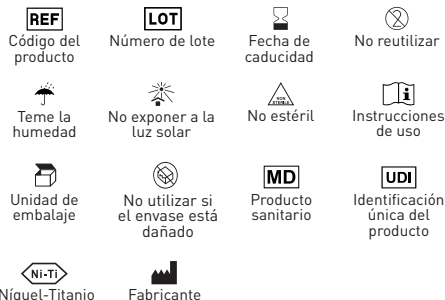 REF
LOT
Código del
producto
Número de lote
Fecha de
caducidad
No reutilizar
2
Teme la
humedad
No exponer a la
luz solar
NON
STERILE
No estéril
i
Instrucciones
de uso
Unidad de
embalaje
No utilizar si
el envase está
dañado
MD
Producto
sanitario
UDI
Identificación
única del
producto
Ni-Ti
Níquel-Titanio
Fabricante